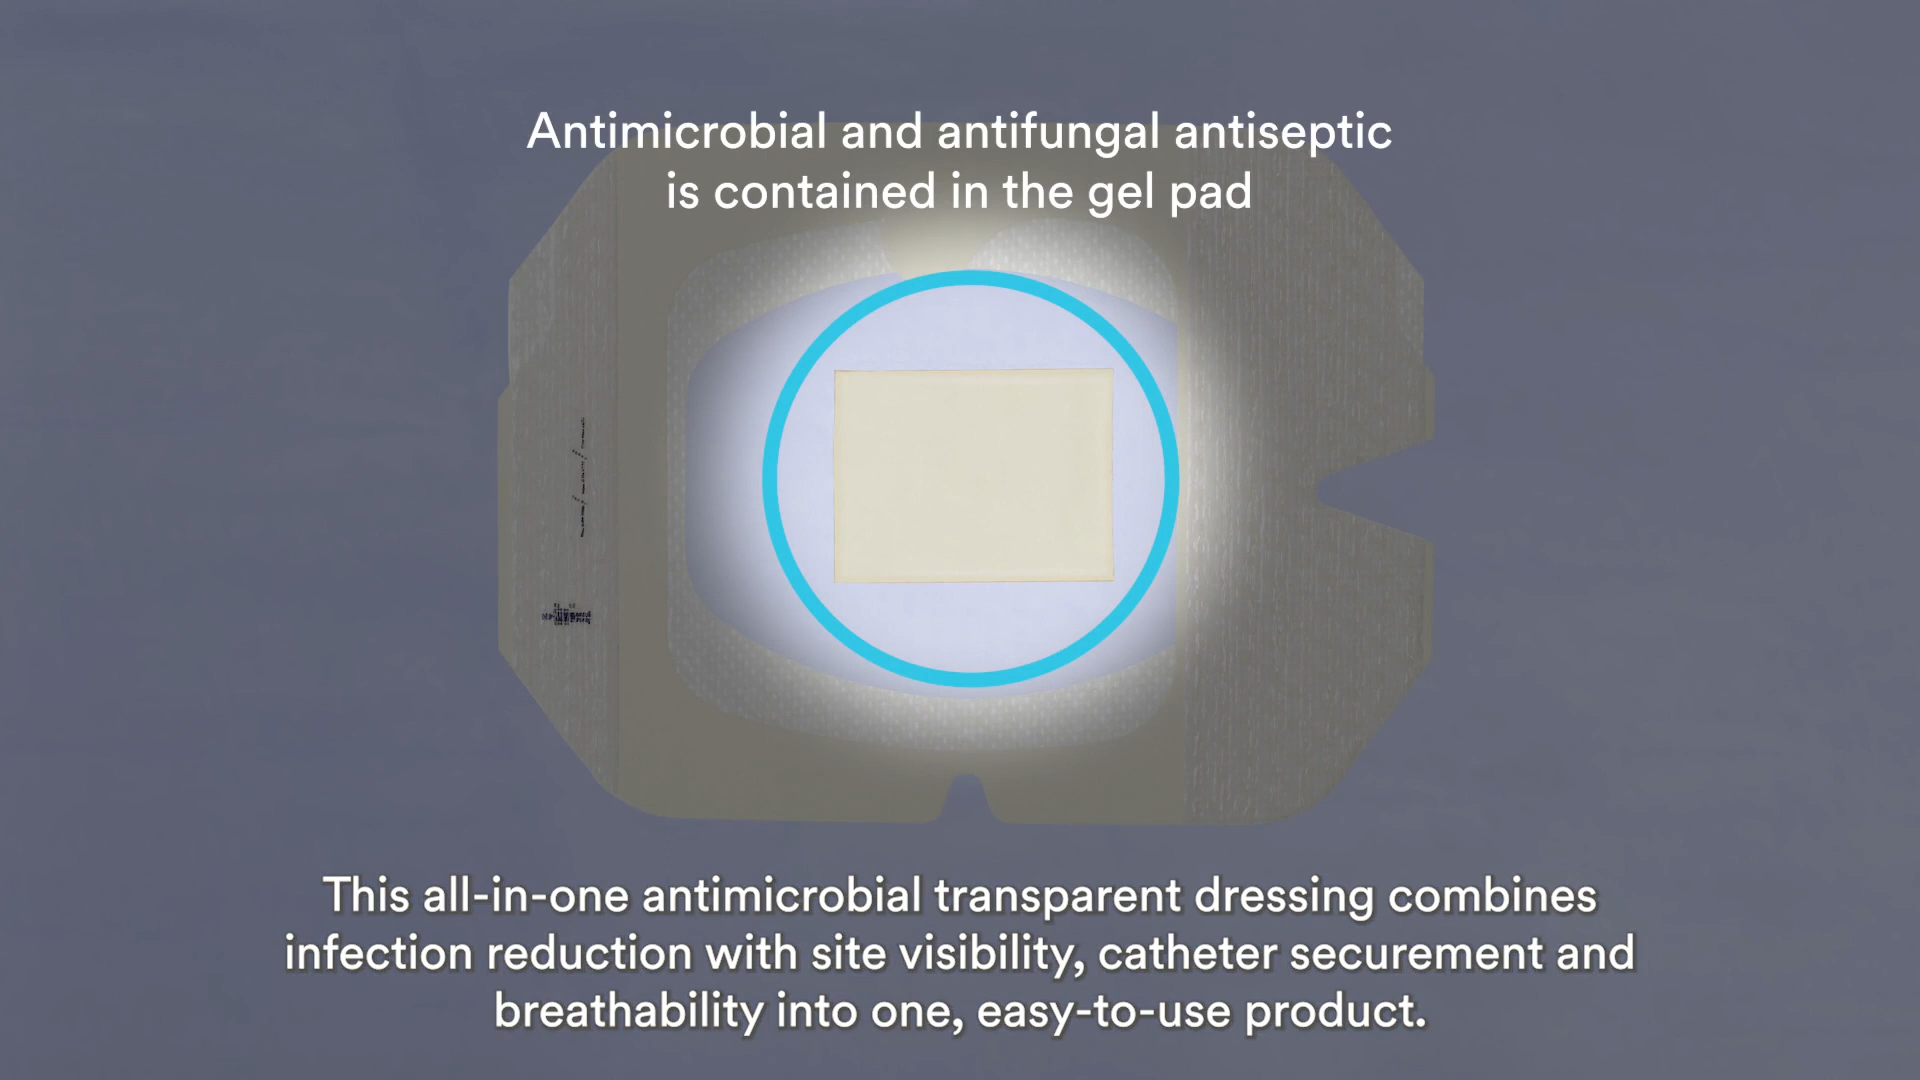 Antimicrobial and antifungal antiseptic
is contained in the gel pad
This all-in-one antimicrobial transparent dressing combines
infection reduction with site visibility, catheter securement and
breathability into one, easy-to-use product.